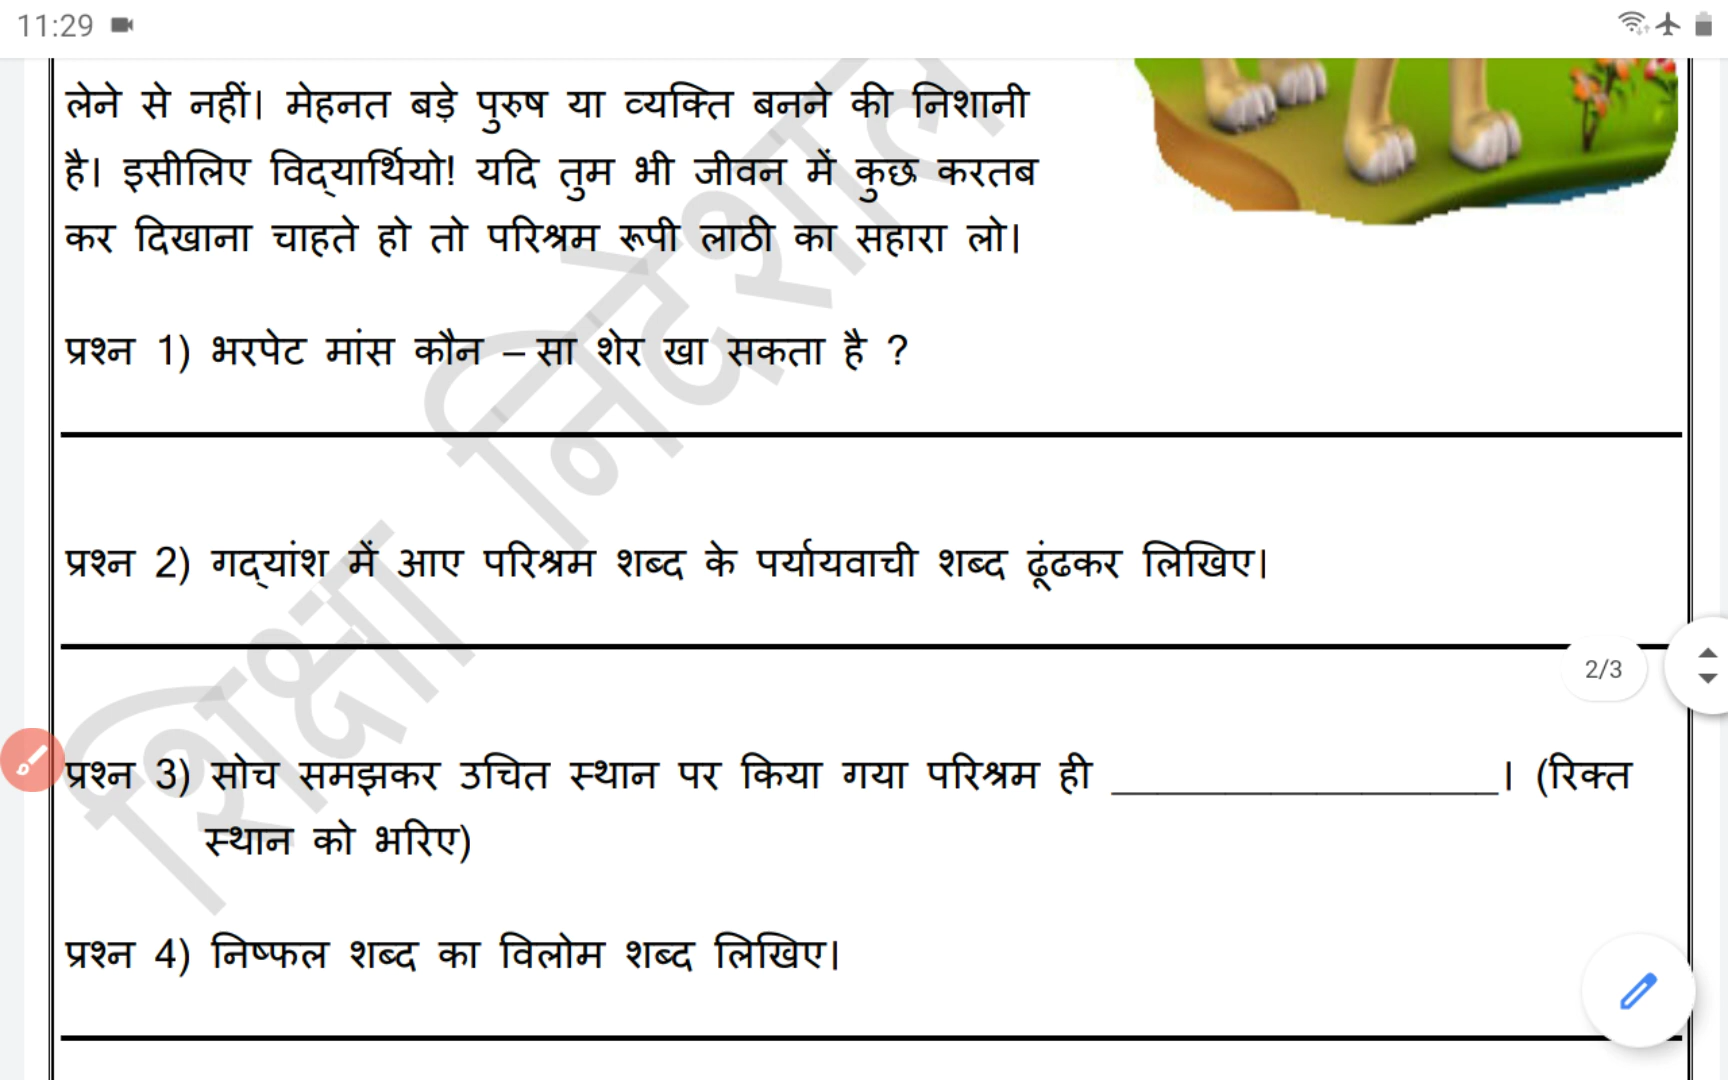 11:29
लेने से नहीं। मेहनत बड़े पुरुष या व्यक्ति बनने की निशानी
है। इसीलिए विद्यार्थियो! यदि तुम भी जीवन में कुछ करतब
कर दिखाना चाहते हो तो परिश्रम रूपी लाठी का सहारा लो।
प्रश्न 1) भरपेट मांस कौन – सा शेर खा सकता है ?
प्रश्न 2) गद्यांश में आए परिश्रम शब्द के पर्यायवाची शब्द ढूंढकर लिखिए।
2/3
प्रश्न 3) सोच समझकर उचित स्थान पर किया गया परिश्रम ही ________________। (रिक्त
स्थान को भरिए)
प्रश्न 4) निष्फल शब्द का विलोम शब्द लिखिए।
शिक्षा निदेशाल